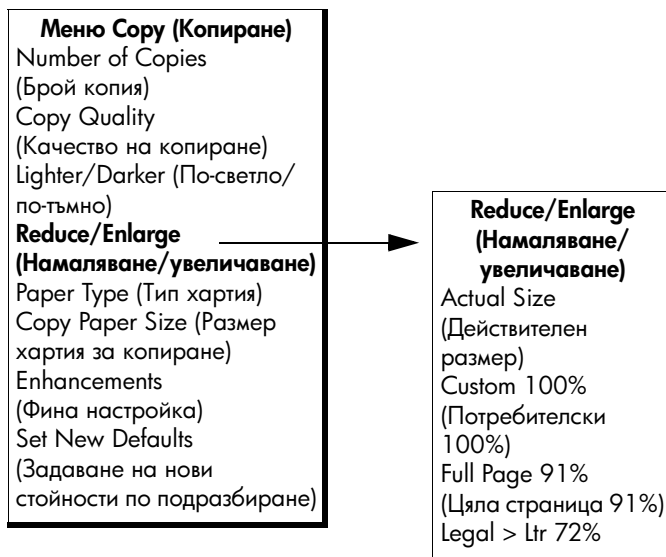 Меню Copy (Копиране)
Number of Copies
(Брой копия)
Copy Quality
(Качество на копиране)
Lighter/Darker (По-светло/
по-тъмно)
Reduce/Enlarge
(Намаляване/увеличаване)
Paper Type (Тип хартия)
Copy Paper Size (Размер
хартия за копиране)
Enhancements
(Фина настройка)
Set New Defaults
(Задаване на нови
стойности по подразбиране)
Reduce/Enlarge
(Намаляване/
увеличаване)
Actual Size
(Действителен
размер)
Custom 100%
(Потребителски
100%)
Full Page 91%
(Цяла страница 91%)
Legal > Ltr 72%